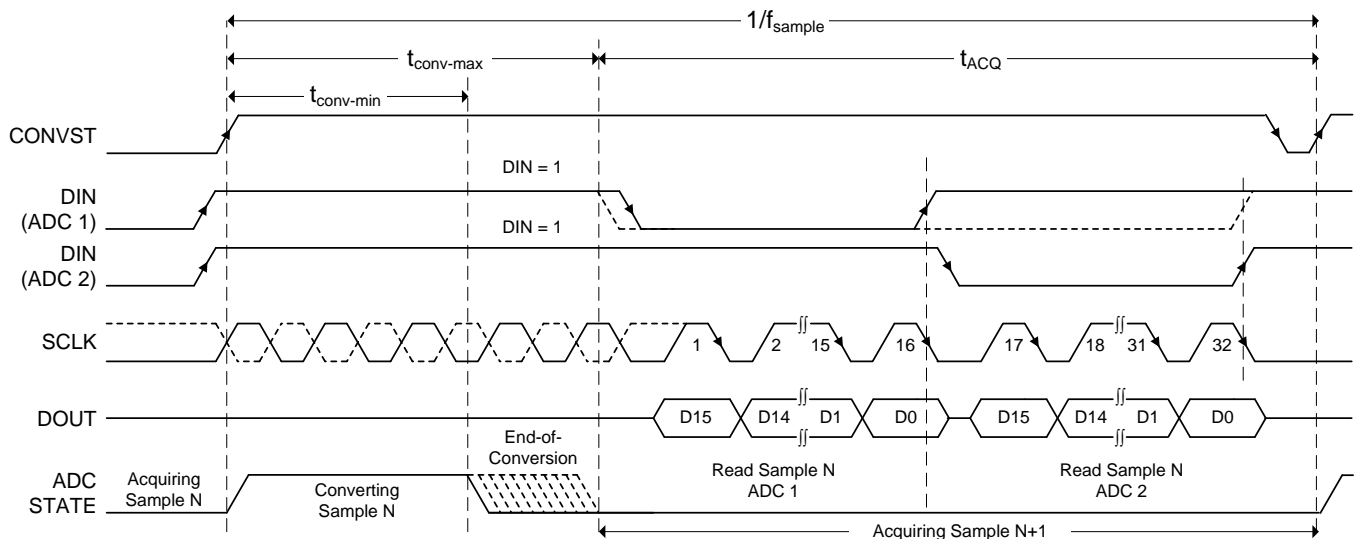 1/fsample
tconv-max
tACQ
tconv-min
CONVST
DIN = 1
DIN
(ADC 1)
DIN = 1
DIN
(ADC 2)
SCLK
1
2
15
16
17
18
31
32
DOUT
D15
D14
D1
D0
D15
D14
D1
D0
End-of-
Conversion
ADC
STATE
Acquiring
Sample N
Converting
Sample N
Read Sample N
ADC 1
Read Sample N
ADC 2
Acquiring Sample N+1